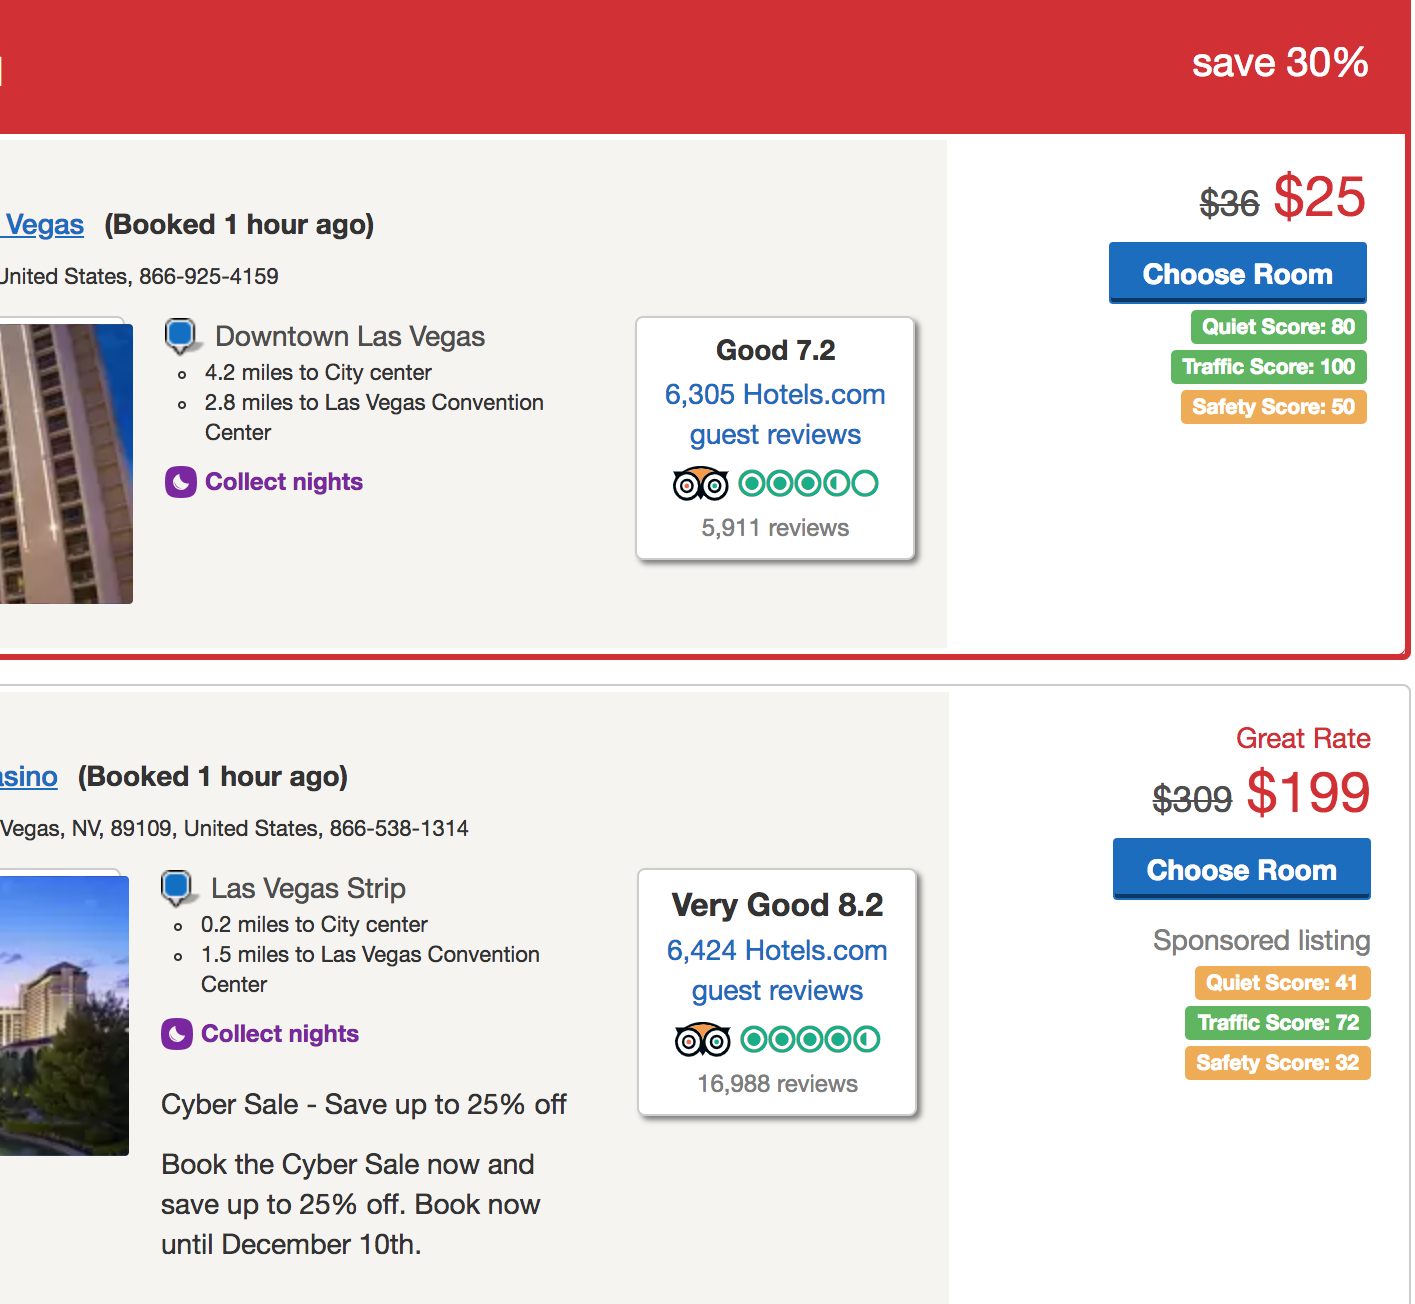 save 30%
$36 $25
Vegas (Booked 1 hour ago)
United States, 866-925-4159
Choose Room
Quiet Score: 80
Traffic Score: 100
Safety Score: 50
Downtown Las Vegas
4.2 miles to City center
2.8 miles to Las Vegas Convention
Center
Collect nights
Good 7.2
6,305 Hotels.com
guest reviews
5,911 reviews
Great Rate
$309 $199
asino (Booked 1 hour ago)
Vegas, NV, 89109, United States, 866-538-1314
Choose Room
Sponsored listing
Quiet Score: 41
Traffic Score: 72
Safety Score: 32
Las Vegas Strip
0.2 miles to City center
1.5 miles to Las Vegas Convention
Center
Collect nights
Very Good 8.2
6,424 Hotels.com
guest reviews
16,988 reviews
Cyber Sale - Save up to 25% off
Book the Cyber Sale now and
save up to 25% off. Book now
until December 10th.